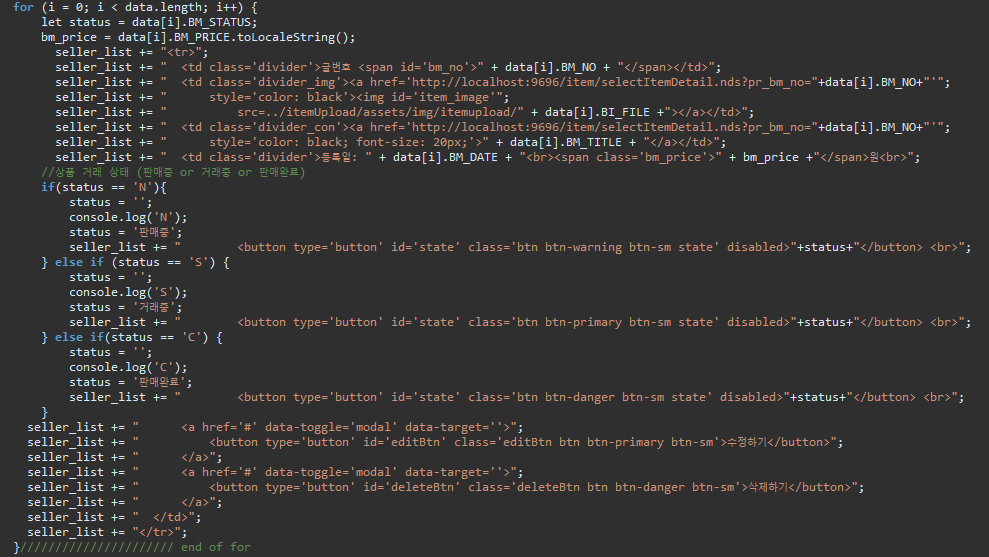 for (i = 0; i < data.length; i++) {
    let status = data[i].BM_STATUS;
    bm_price = data[i].BM_PRICE.toLocaleString();
      seller_list += "<tr>";
      seller_list += "  <td class='divider'>글번호 <span id='bm_no'>" + data[i].BM_NO + "</span></td>";
      seller_list += "  <td class='divider_img'><a href='http://localhost:9696/item/selectItemDetail.nds?pr_bm_no="+data[i].BM_NO+"'";
      seller_list += "      style='color: black'><img id='item_image'";
      seller_list += "          src=../itemUpload/assets/img/itemupload/" + data[i].BI_FILE +"></a></td>";
      seller_list += "  <td class='divider_con'><a href='http://localhost:9696/item/selectItemDetail.nds?pr_bm_no="+data[i].BM_NO+"'";
      seller_list += "      style='color: black; font-size: 20px;'>" + data[i].BM_TITLE + "</a></td>";
      seller_list += "  <td class='divider'>등록일: " + data[i].BM_DATE + "<br><span class='bm_price'>" + bm_price +"</span>원<br>";
    //상품 거래 상태 (판매중 or 거래중 or 판매완료)
    if(status == 'N'){
        status = '';
        console.log('N');
        status = '판매중';
        seller_list += "        <button type='button' id='state' class='btn btn-warning btn-sm state' disabled>"+status+"</button> <br>";
    } else if (status == 'S') {
        status = '';
        console.log('S');
        status = '거래중';
        seller_list += "        <button type='button' id='state' class='btn btn-primary btn-sm state' disabled>"+status+"</button> <br>";
    } else if(status == 'C') {
        status = '';
        console.log('C');
        status = '판매완료';
        seller_list += "        <button type='button' id='state' class='btn btn-danger btn-sm state' disabled>"+status+"</button> <br>";
    }
  seller_list += "      <a href='#' data-toggle='modal' data-target=''>";
  seller_list += "          <button type='button' id='editBtn' class='editBtn btn btn-primary btn-sm'>수정하기</button>";
  seller_list += "      </a>";
  seller_list += "      <a href='#' data-toggle='modal' data-target=''>";
  seller_list += "          <button type='button' id='deleteBtn' class='deleteBtn btn btn-danger btn-sm'>삭제하기</button>";
  seller_list += "      </a>";
  seller_list += "  </td>";
  seller_list += "</tr>";
}////////////////////// end of for